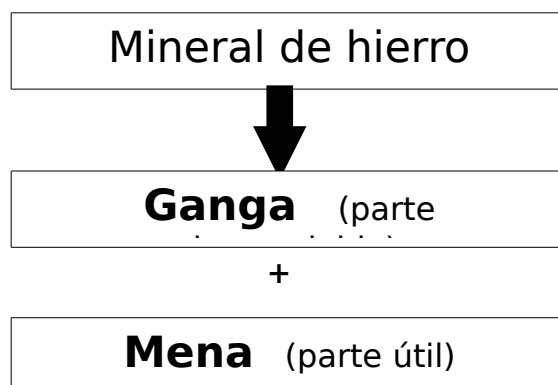 Mineral de hierro
Ganga (parte
+
Mena (parte útil)